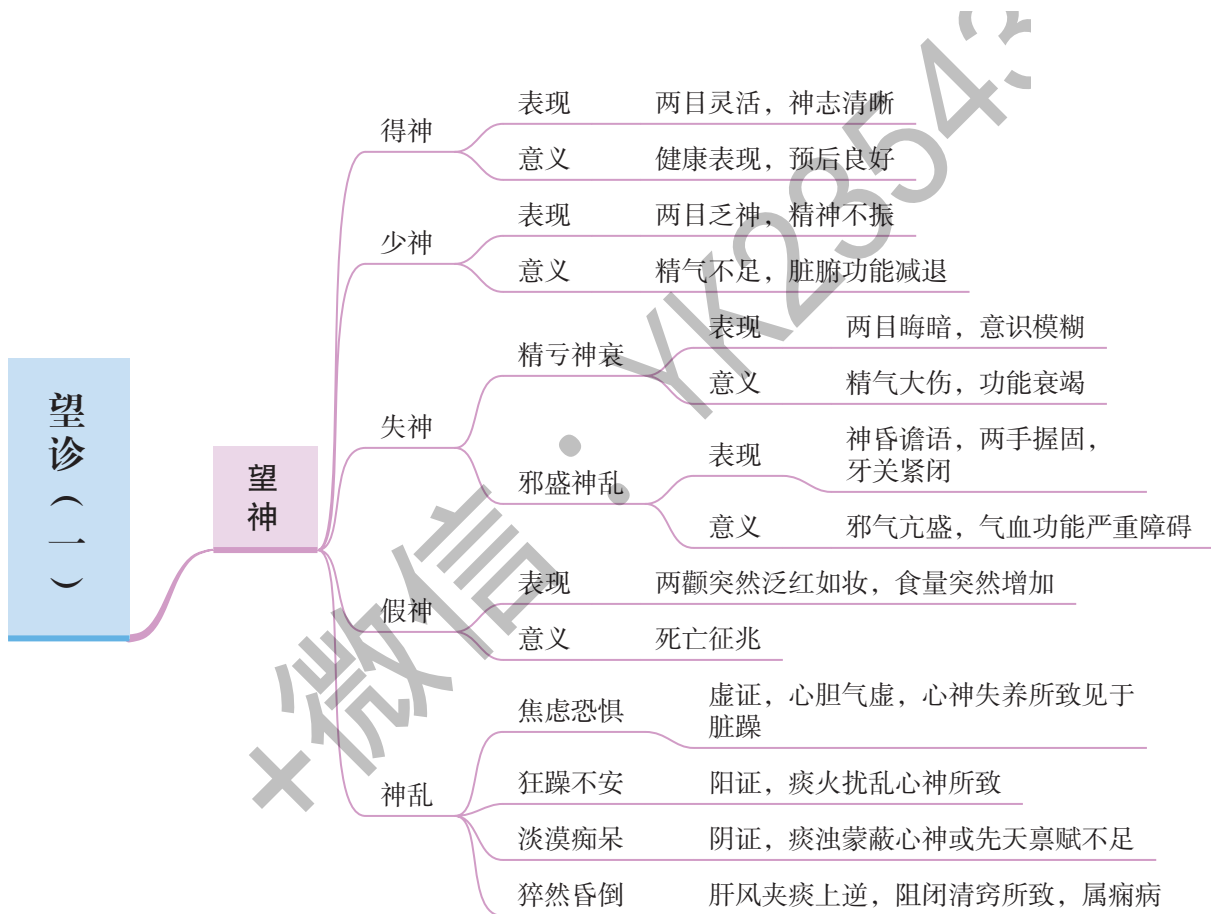 望诊（一）
望神
得神
表现 两目灵活，神志清晰
意义 健康表现，预后良好
少神
表现 两目乏神，精神不振
意义 精气不足，脏腑功能减退
失神
精亏神衰
表现 两目晦暗，意识模糊
意义 精气大伤，功能衰竭
邪盛神乱
表现 神昏谵语，两手握固，
牙关紧闭
意义 邪气亢盛，气血功能严重障碍
假神
表现 两颧突然泛红如妆，食量突然增加
意义 死亡征兆
神乱
焦虑恐惧 虚证，心胆气虚，心神失养所致见于
脏躁
狂躁不安 阳证，痰火扰乱心神所致
淡漠痴呆 阴证，痰浊蒙蔽心神或先天禀赋不足
猝然昏倒 肝风夹痰上逆，阻闭清窍所致，属痫病
+微信：YK23543